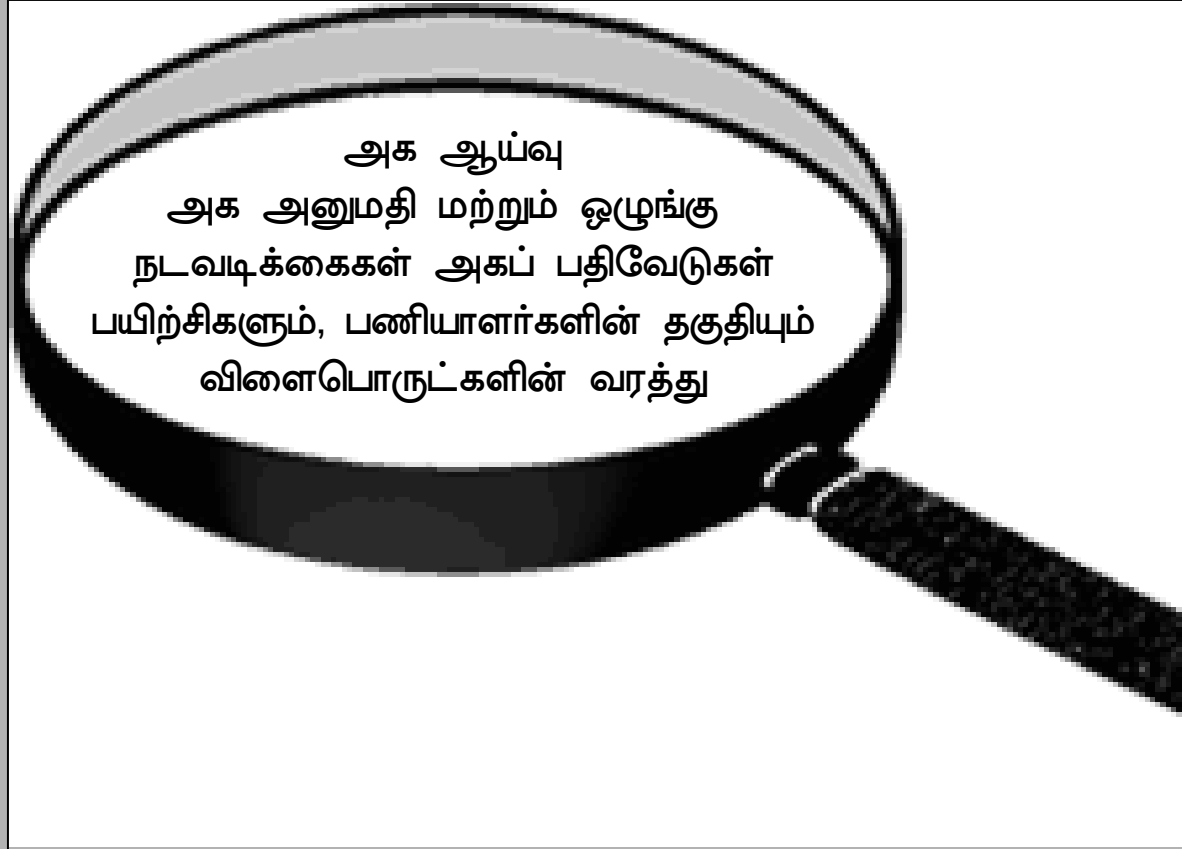 அக ஆய்வு
அக அனுமதி மற்றும் ஒழுங்கு
நடவடிக்கைகள் அகப் பதிவேடுகள்
பயிற்சிகளும், பணியாளர்களின் தகுதியும்
விளைபொருட்களின் வரத்து